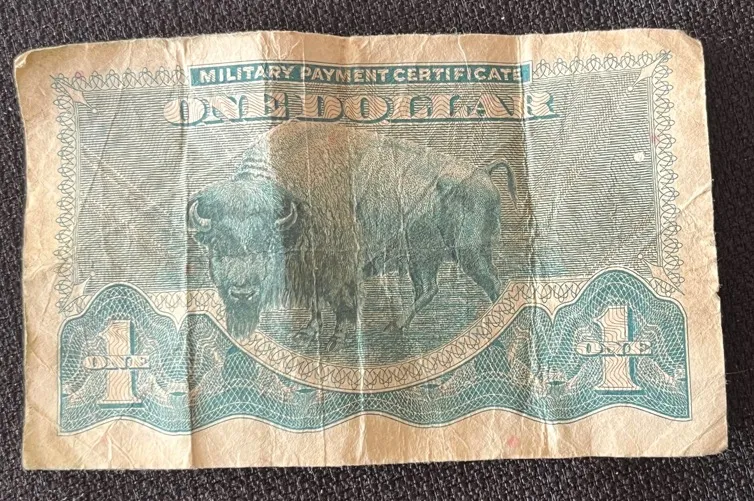 MILITARY PAYMENT CERTIFICATE
ONE DOLLAR
1 1
ONE ONE